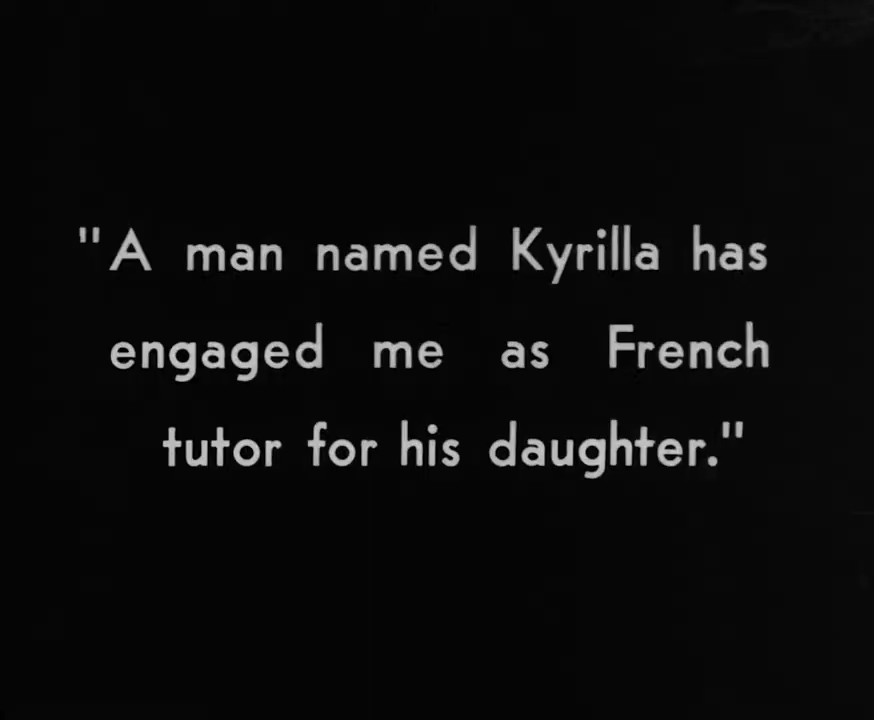 "A man named Kyrilla has
engaged me as French
tutor for his daughter."